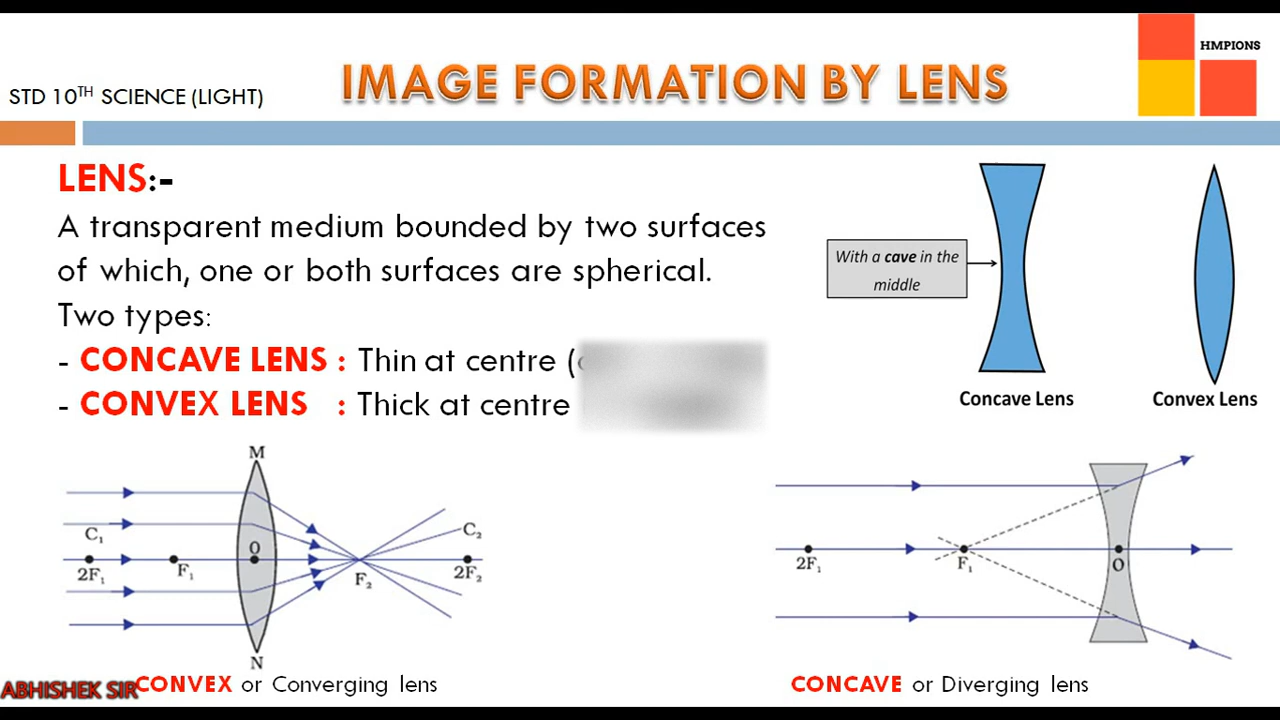 HMPIONS
STD 10TH SCIENCE (LIGHT)
IMAGE FORMATION BY LENS
LENS:-
A transparent medium bounded by two surfaces
of which, one or both surfaces are spherical.
Two types:
- CONCAVE LENS : Thin at centre (
- CONVEX LENS : Thick at centre
With a cave in the
middle
Concave Lens
Convex Lens
M
C₁
O
C₂
2F₁
F₁
F₂
2F₂
N
2F₁
F₁
O
ABHISHEK SIR
CONVEX or Converging lens
CONCAVE or Diverging lens